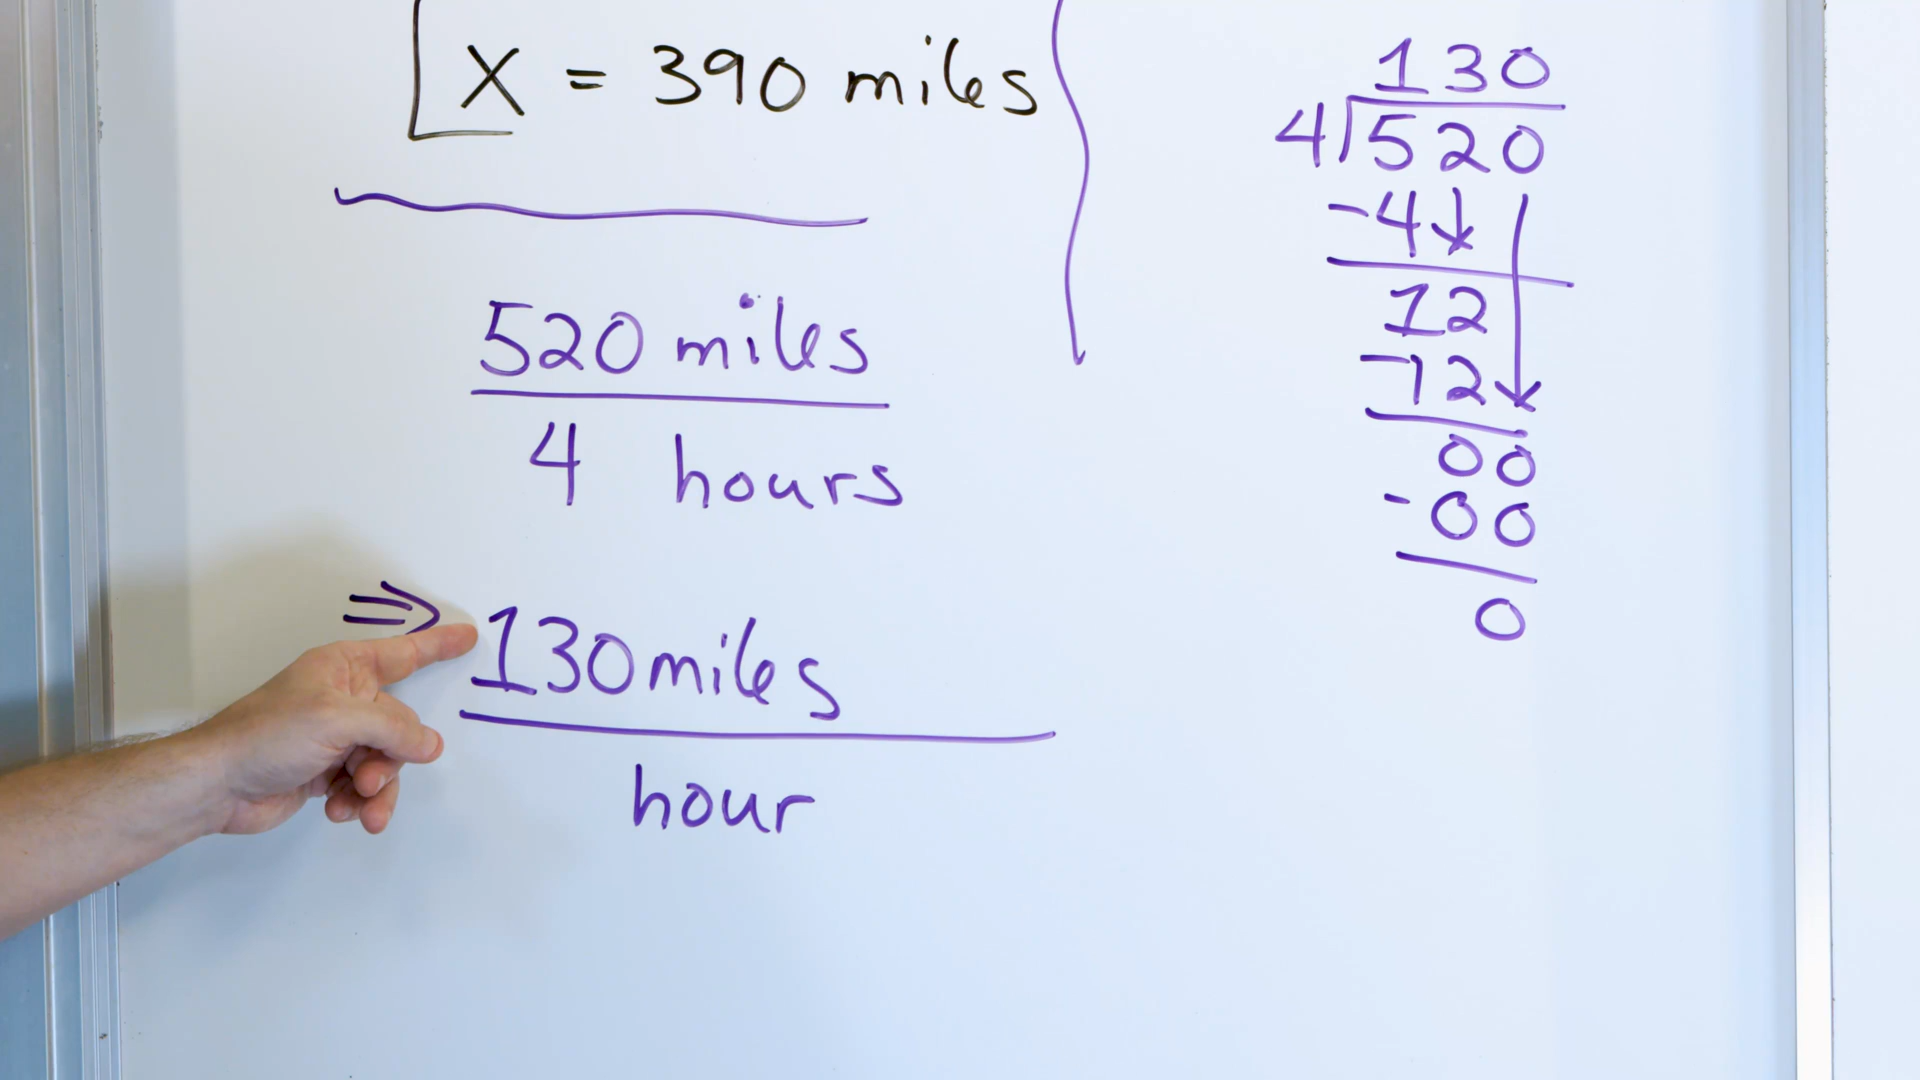 X = 390 miles
520 miles
4 hours
⇒ 130 miles
hour
130
4)520
-4↓
12
-12
00
-00
0